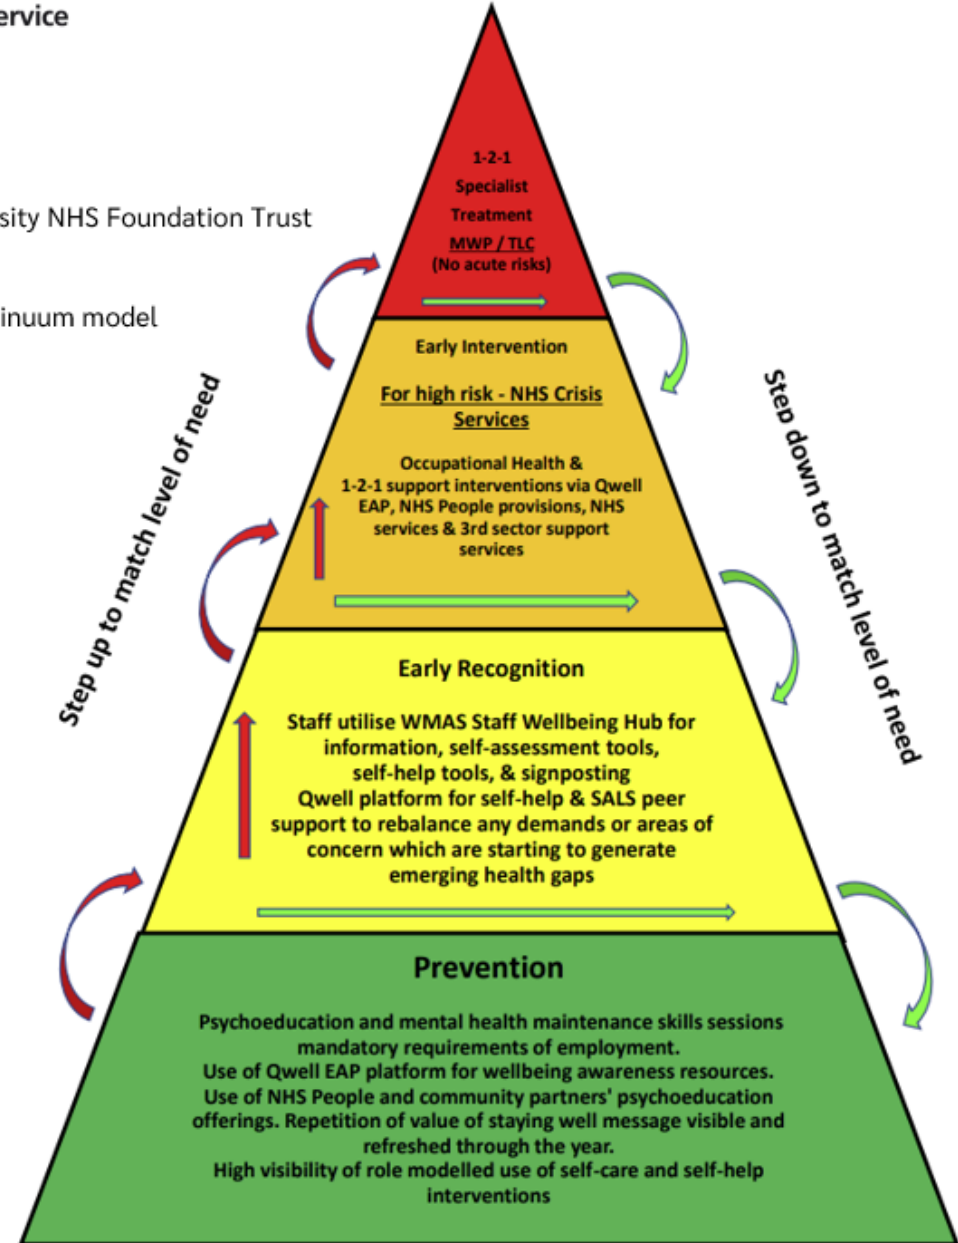 ervice
sity NHS Foundation Trust
inuum model
1-2-1
Specialist
Treatment
MWP / TLC
(No acute risks)
Early Intervention
For high risk - NHS Crisis
Services
Occupational Health &
1-2-1 support interventions via Qwell
EAP, NHS People provisions, NHS
services & 3rd sector support
services
Step up to match level of need
Step down to match level of need
Early Recognition
Staff utilise WMAS Staff Wellbeing Hub for
information, self-assessment tools,
self-help tools, & signposting
Qwell platform for self-help & SALS peer
support to rebalance any demands or areas of
concern which are starting to generate
emerging health gaps
Prevention
Psychoeducation and mental health maintenance skills sessions
mandatory requirements of employment.
Use of Qwell EAP platform for wellbeing awareness resources.
Use of NHS People and community partners' psychoeducation
offerings. Repetition of value of staying well message visible and
refreshed through the year.
High visibility of role modelled use of self-care and self-help
interventions